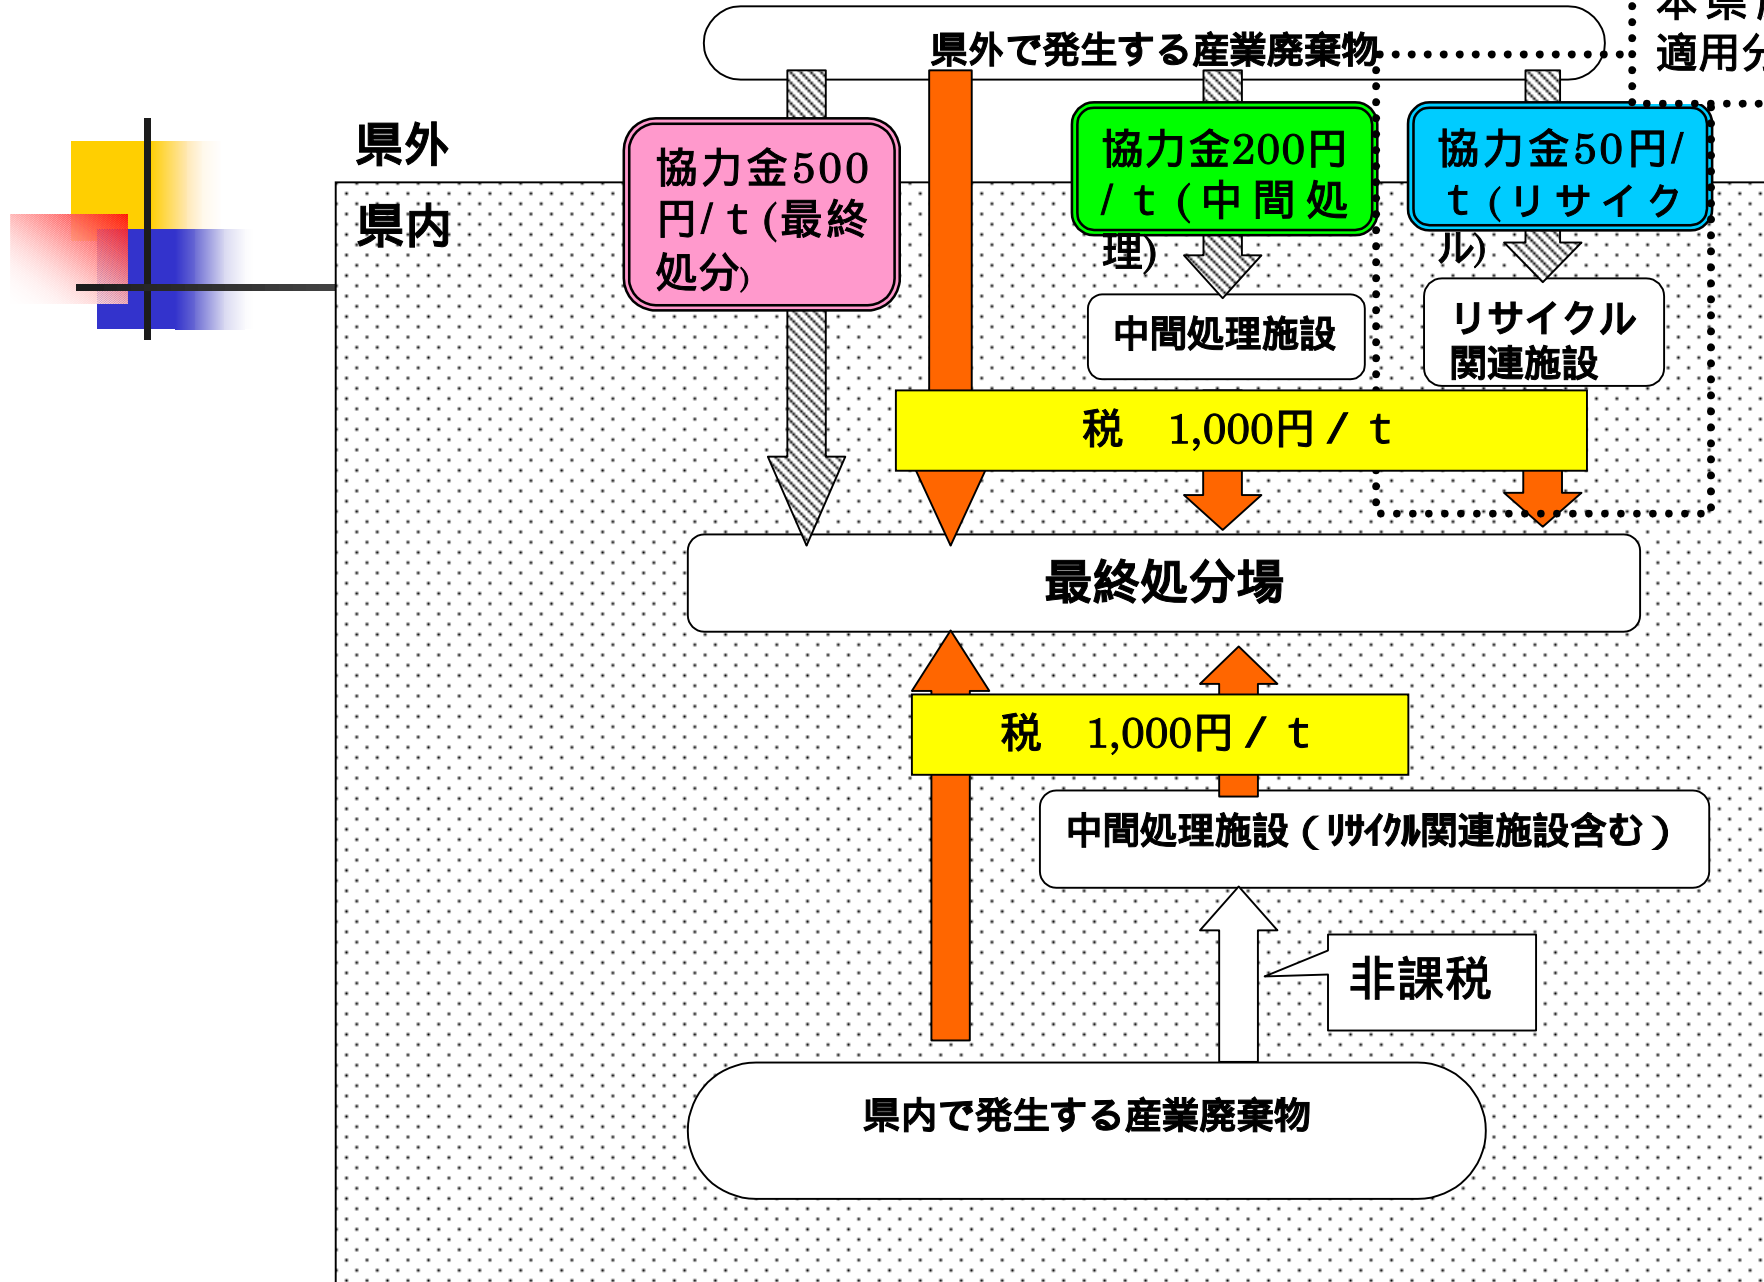 本県
適用分
県外で発生する産業廃棄物
県外
県内
協力金500
円/ｔ(最終
処分)
協力金200円
/ｔ(中間処
理)
協力金50円/
ｔ(リサイク
ル)
中間処理施設
リサイクル
関連施設
税　1,000円／ｔ
最終処分場
税　1,000円／ｔ
中間処理施設（ﾘｻｲｸﾙ関連施設含む）
非課税
県内で発生する産業廃棄物